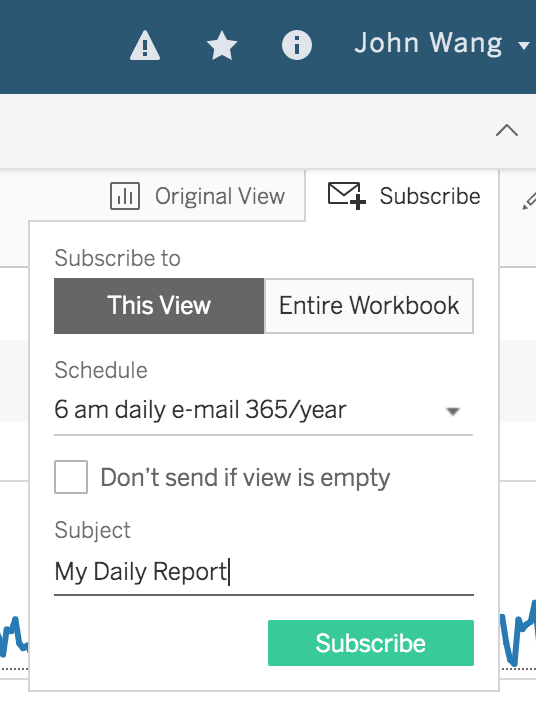 John Wang
Original View
Subscribe
Subscribe to
This View
Entire Workbook
Schedule
6 am daily e-mail 365/year
Don’t send if view is empty
Subject
My Daily Report
Subscribe